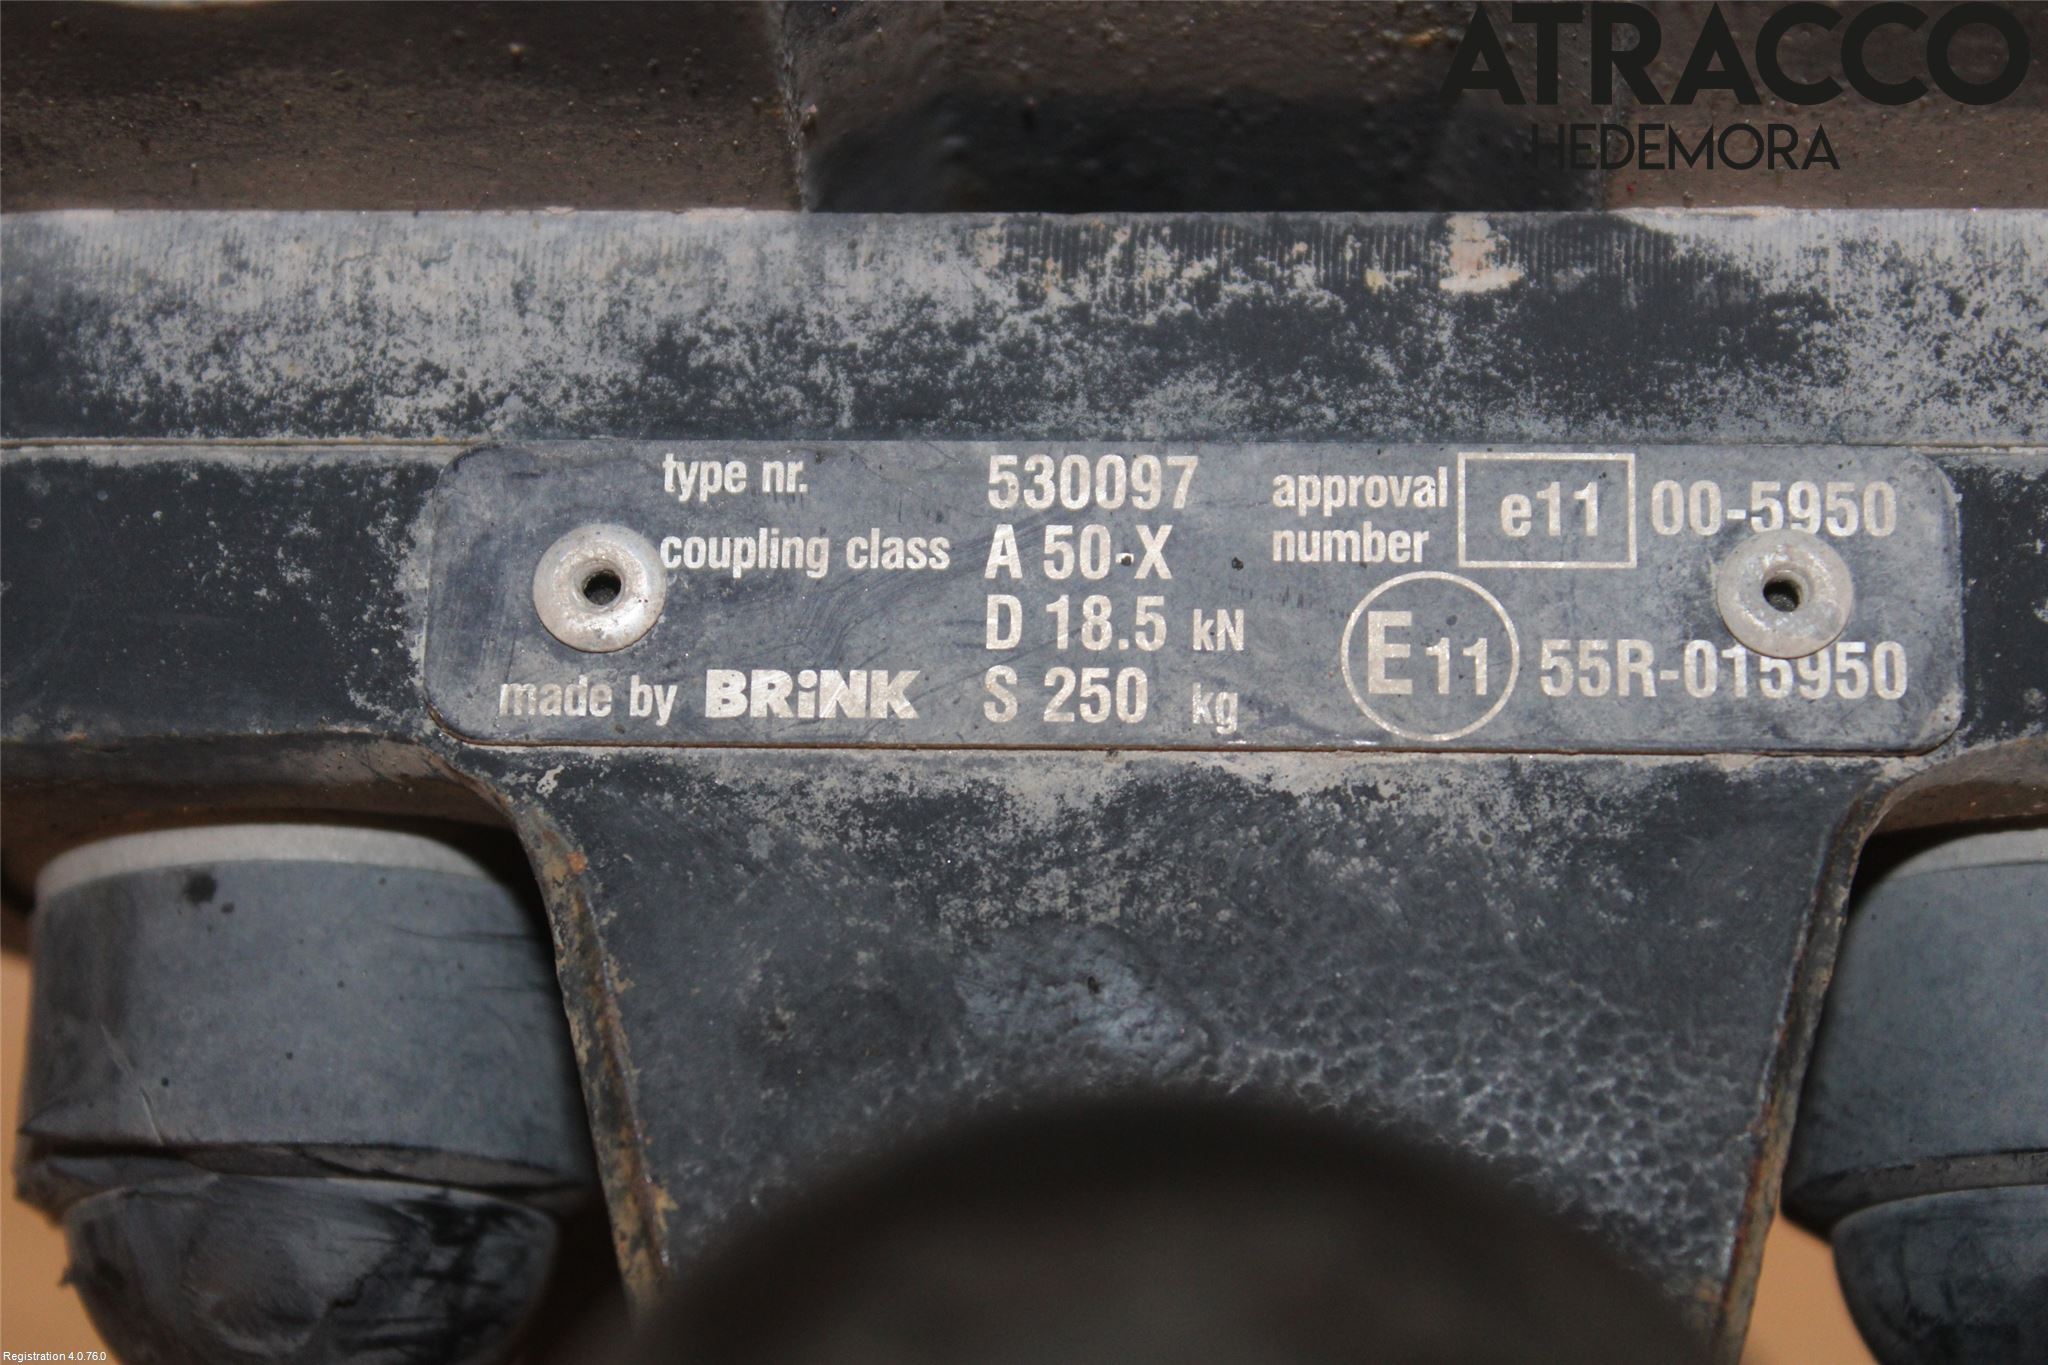 ATRACCO
HEDEMORA
type nr. 530097
coupling class A 50-X
D 18.5 kN
made by BRiNK S 250 kg
approval number e11 00-5950
E11 55R-015950
Registration 4.0.76.0